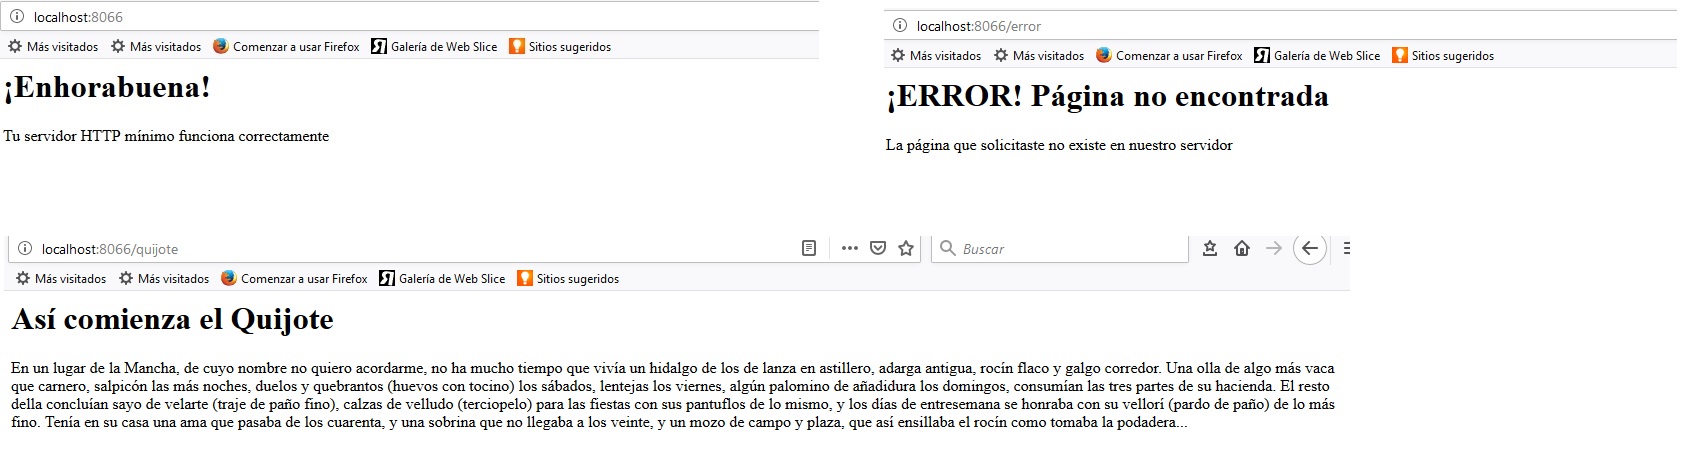 localhost:8066
Más visitados Más visitados Comenzar a usar Firefox Galería de Web Slice Sitios sugeridos
¡Enhorabuena!
Tu servidor HTTP mínimo funciona correctamente
localhost:8066/error
Más visitados Más visitados Comenzar a usar Firefox Galería de Web Slice Sitios sugeridos
¡ERROR! Página no encontrada
La página que solicitaste no existe en nuestro servidor
localhost:8066/quijote Buscar
Más visitados Más visitados Comenzar a usar Firefox Galería de Web Slice Sitios sugeridos
Así comienza el Quijote
En un lugar de la Mancha, de cuyo nombre no quiero acordarme, no ha mucho tiempo que vivía un hidalgo de los de lanza en astillero, adarga antigua, rocín flaco y galgo corredor. Una olla de algo más vaca
que carnero, salpicón las más noches, duelos y quebrantos (huevos con tocino) los sábados, lentejas los viernes, algún palomino de añadidura los domingos, consumían las tres partes de su hacienda. El resto
della concluían sayo de velarte (traje de paño fino), calzas de velludo (terciopelo) para las fiestas con sus pantuflos de lo mismo, y los días de entresemana se honraba con su vellorí (pardo de paño) de lo más
fino. Tenía en su casa una ama que pasaba de los cuarenta, y una sobrina que no llegaba a los veinte, y un mozo de campo y plaza, que así ensillaba el rocín como tomaba la podadera...